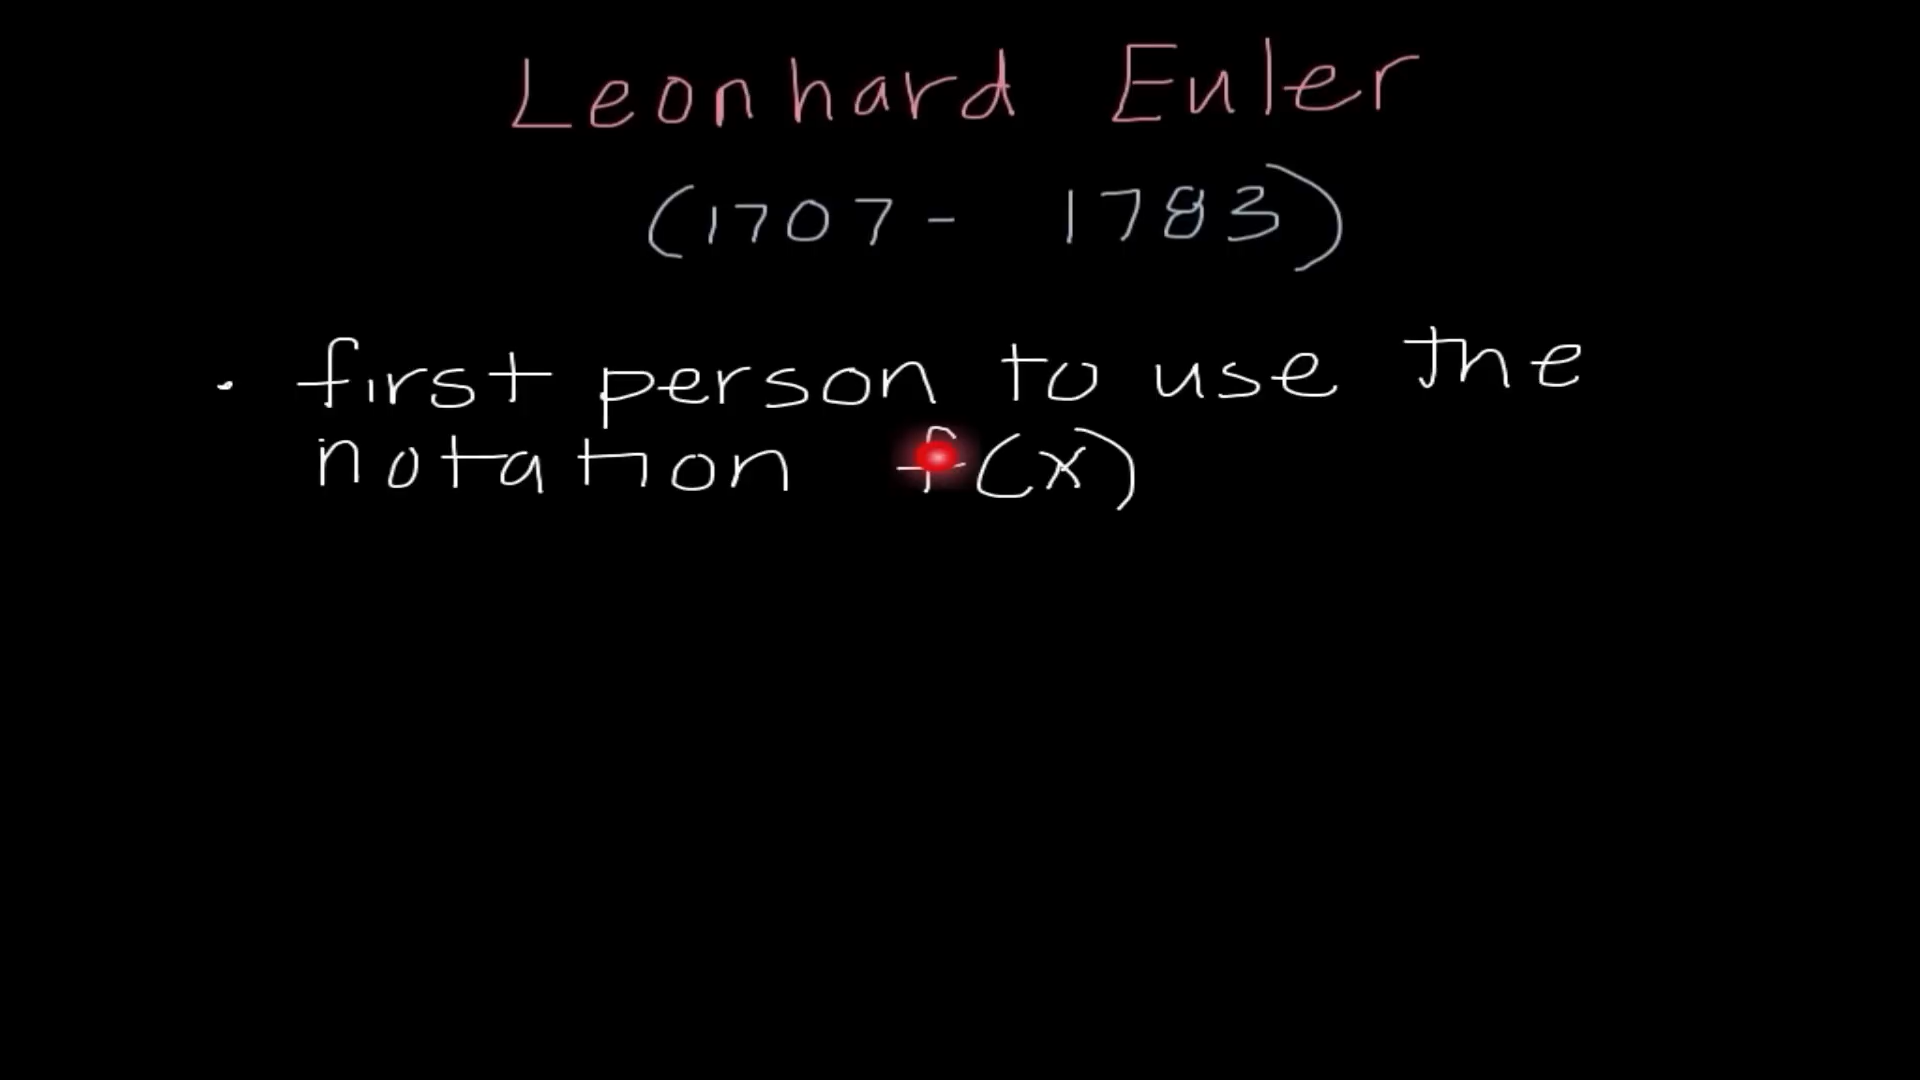 Leonhard Euler
(1707 - 1783)
· first person to use the
notation f(x)